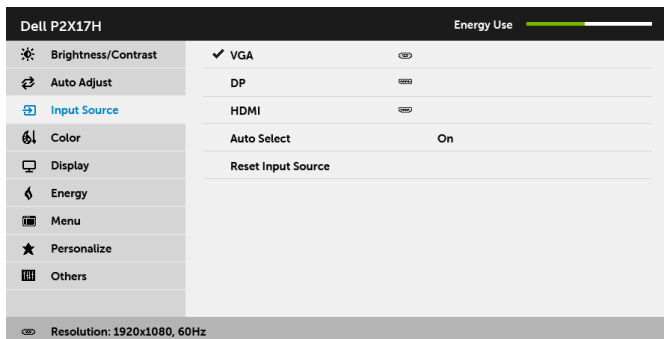 Dell P2X17H Energy Use
Brightness/Contrast VGA
Auto Adjust DP
Input Source HDMI
Color Auto Select On
Display Reset Input Source
Energy
Menu
Personalize
Others
Resolution: 1920x1080, 60Hz